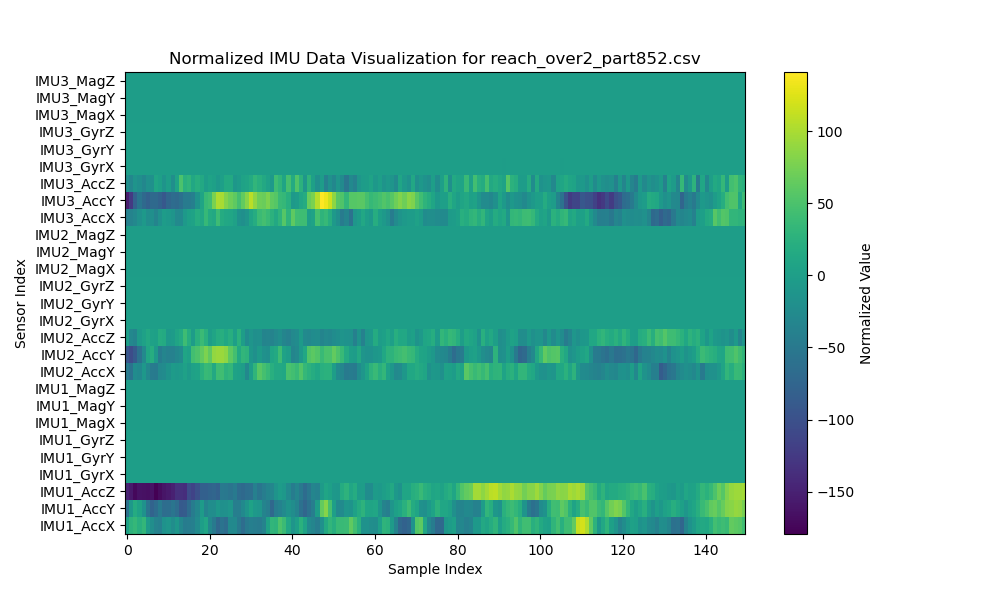 Normalized IMU Data Visualization for reach_over2_part852.csv
IMU3_MagZ
IMU3_MagY
IMU3_MagX
IMU3_GyrZ
IMU3_GyrY
IMU3_GyrX
IMU3_AccZ
IMU3_AccY
IMU3_AccX
IMU2_MagZ
IMU2_MagY
IMU2_MagX
IMU2_GyrZ
IMU2_GyrY
IMU2_GyrX
IMU2_AccZ
IMU2_AccY
IMU2_AccX
IMU1_MagZ
IMU1_MagY
IMU1_MagX
IMU1_GyrZ
IMU1_GyrY
IMU1_GyrX
IMU1_AccZ
IMU1_AccY
IMU1_AccX
Sensor Index
0 20 40 60 80 100 120 140
Sample Index
100
50
0
−50
−100
−150
Normalized Value